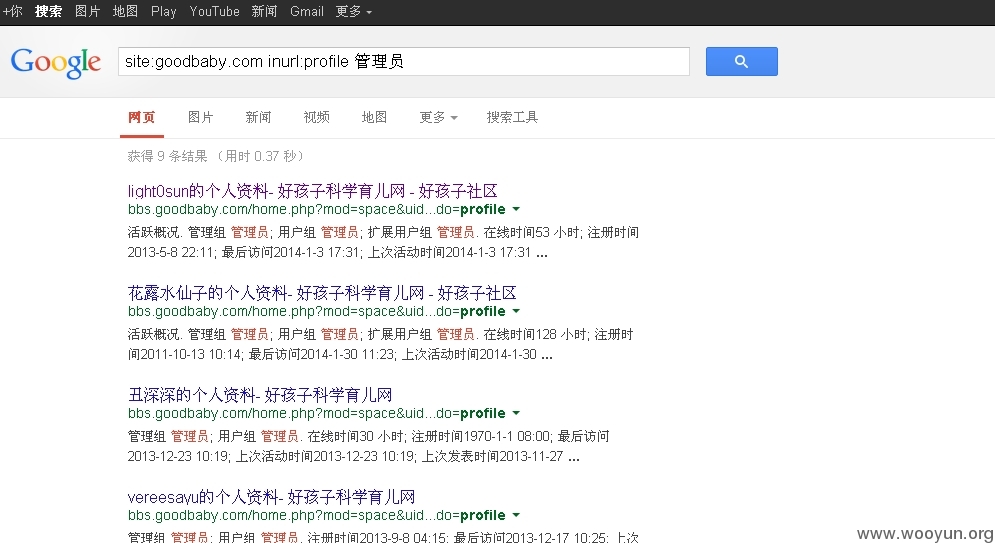 +你 搜索 图片 地图 Play YouTube 新闻 Gmail 更多
Google site:goodbaby.com inurl:profile 管理员
网页 图片 新闻 视频 地图 更多 搜索工具
获得 9 条结果 （用时 0.37 秒）
light0sun的个人资料- 好孩子科学育儿网 - 好孩子社区
bbs.goodbaby.com/home.php?mod=space&uid...do=profile
活跃概况. 管理组 管理员; 用户组 管理员; 扩展用户组 管理员. 在线时间53 小时; 注册时间
2013-5-8 22:11; 最后访问2014-1-3 17:31; 上次活动时间2014-1-3 17:31 ...
花露水仙子的个人资料- 好孩子科学育儿网 - 好孩子社区
bbs.goodbaby.com/home.php?mod=space&uid...do=profile
活跃概况. 管理组 管理员; 用户组 管理员; 扩展用户组 管理员. 在线时间128 小时; 注册时
间2011-10-13 10:14; 最后访问2014-1-30 11:23; 上次活动时间2014-1-30 ...
丑深深的个人资料- 好孩子科学育儿网
bbs.goodbaby.com/home.php?mod=space&uid...do=profile
管理组 管理员; 用户组 管理员. 在线时间30 小时; 注册时间1970-1-1 08:00; 最后访问
2013-12-23 10:19; 上次活动时间2013-12-23 10:19; 上次发表时间2013-11-27 ...
vereesayu的个人资料- 好孩子科学育儿网
bbs.goodbaby.com/home.php?mod=space&uid...do=profile
管理组 管理员; 用户组 管理员. 注册时间2013-9-8 04:15; 最后访问2013-12-17 10:25; 上次
www.wooyun.org